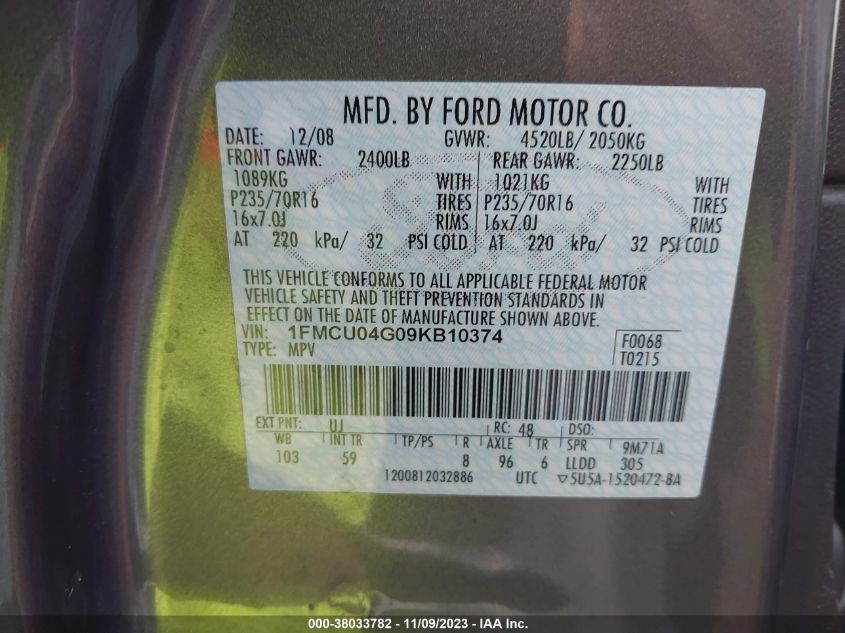 MFD. BY FORD MOTOR CO.
DATE: 12/08 GVWR: 4520LB/ 2050KG
FRONT GAWR: 2400LB REAR GAWR: 2250LB
1089KG WITH 1021KG WITH
P235/70R16 TIRES P235/70R16 TIRES
16x7.0J RIMS 16x7.0J RIMS
AT 220 kPa/ 32 PSI COLD AT 220 kPa/ 32 PSI COLD
THIS VEHICLE CONFORMS TO ALL APPLICABLE FEDERAL MOTOR
VEHICLE SAFETY AND THEFT PREVENTION STANDARDS IN
EFFECT ON THE DATE OF MANUFACTURE SHOWN ABOVE.
VIN: 1FMCU04G09KB10374 F0068
TYPE: MPV T0215
EXT PNT: UJ RC: 48 DSO:
WB INT TR TP/PS R AXLE TR SPR 9M71A
103 59 8 96 6 LLDD 305
1200812032886 UTC ▽5U5A-1520472-BA
000-38033782 - 11/09/2023 - IAA Inc.